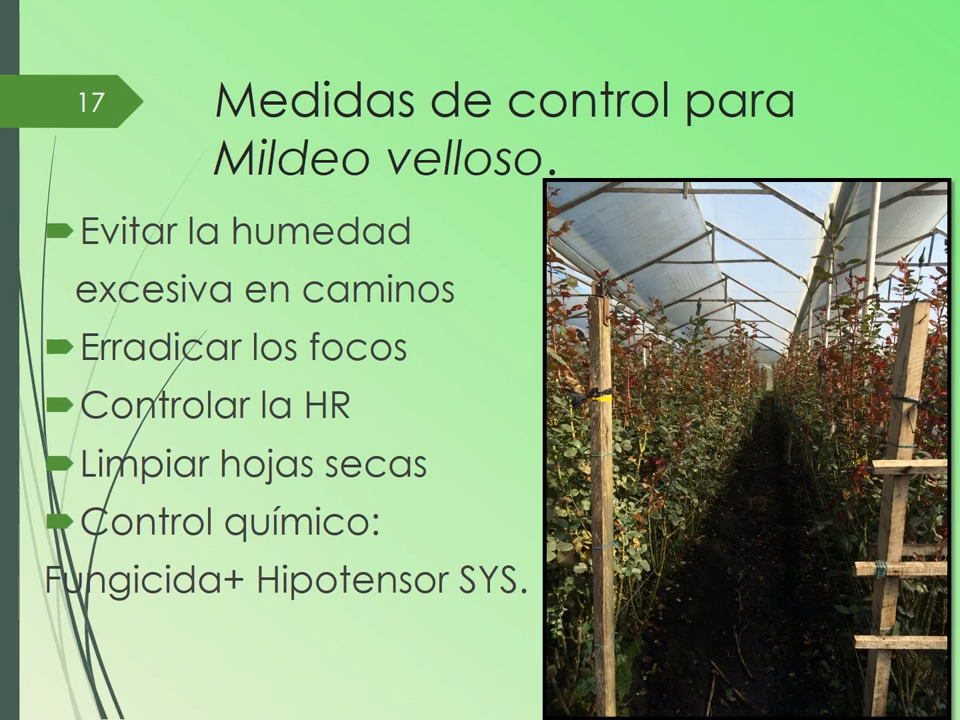 17
Medidas de control para
Mildeo velloso.
Evitar la humedad
excesiva en caminos
Erradicar los focos
Controlar la HR
Limpiar hojas secas
Control químico:
Fungicida+ Hipotensor SYS.